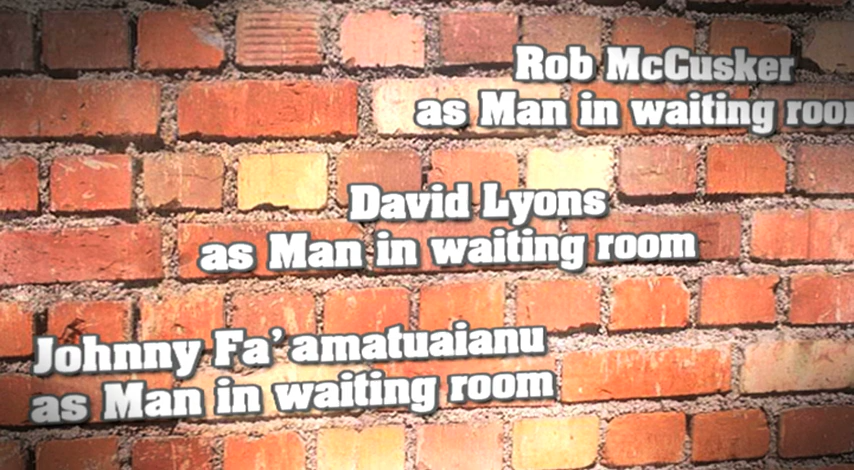 Rob McCusker
as Man in waiting room
David Lyons
as Man in waiting room
Johnny Fa'amatuaianu
as Man in waiting room